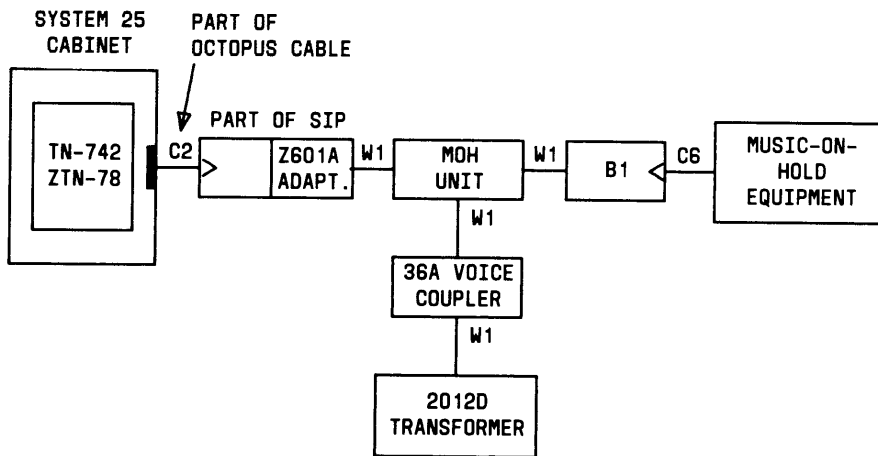 SYSTEM 25
CABINET
PART OF
OCTOPUS CABLE
TN-742
ZTN-78
C2
PART OF SIP
Z601A
ADAPT.
W1
MOH
UNIT
W1
B1
C6
MUSIC-ON-
HOLD
EQUIPMENT
W1
36A VOICE
COUPLER
W1
2012D
TRANSFORMER